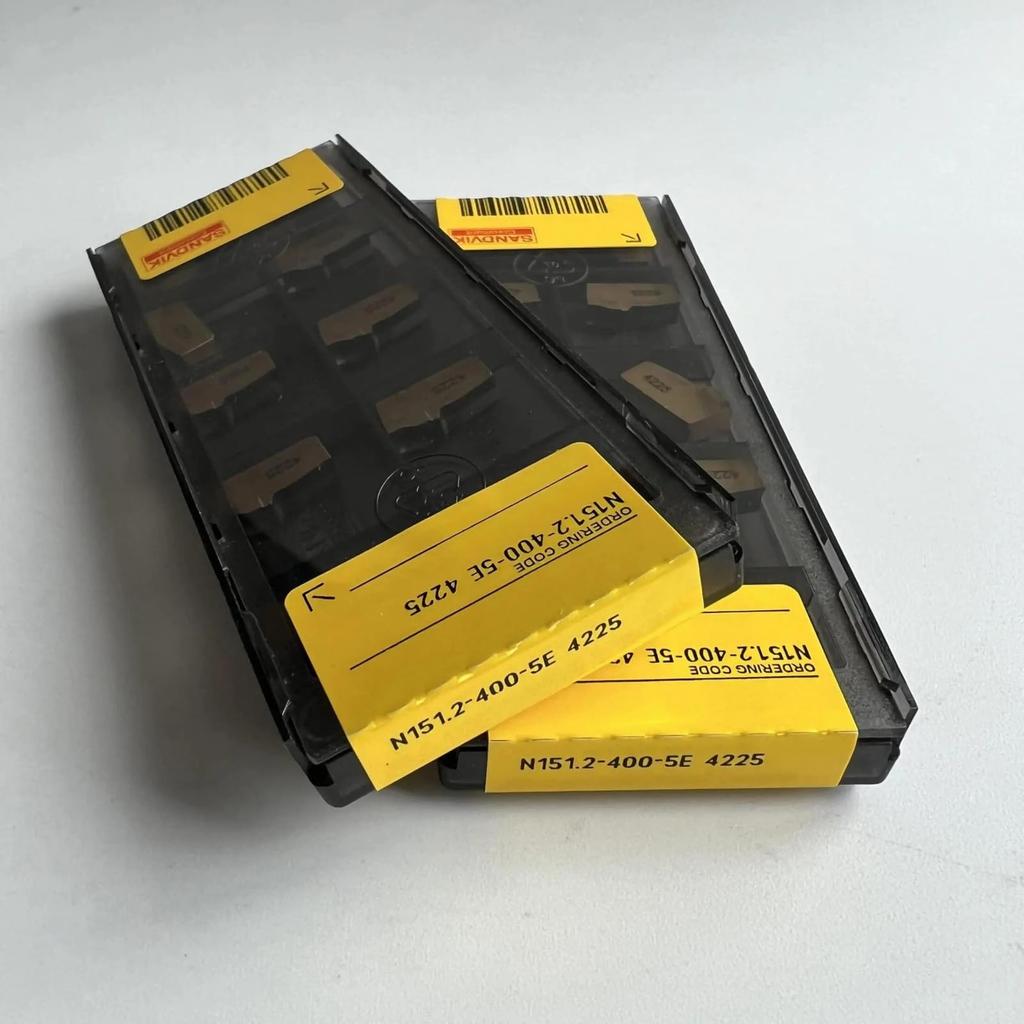 SANDVIK
SANDVIK
4225
4225
4225
ORDERING CODE
N151.2-400-5E 4225
N151.2-400-5E 4225
ORDERING CODE
N151.2-400-5E
N151.2-400-5E 4225